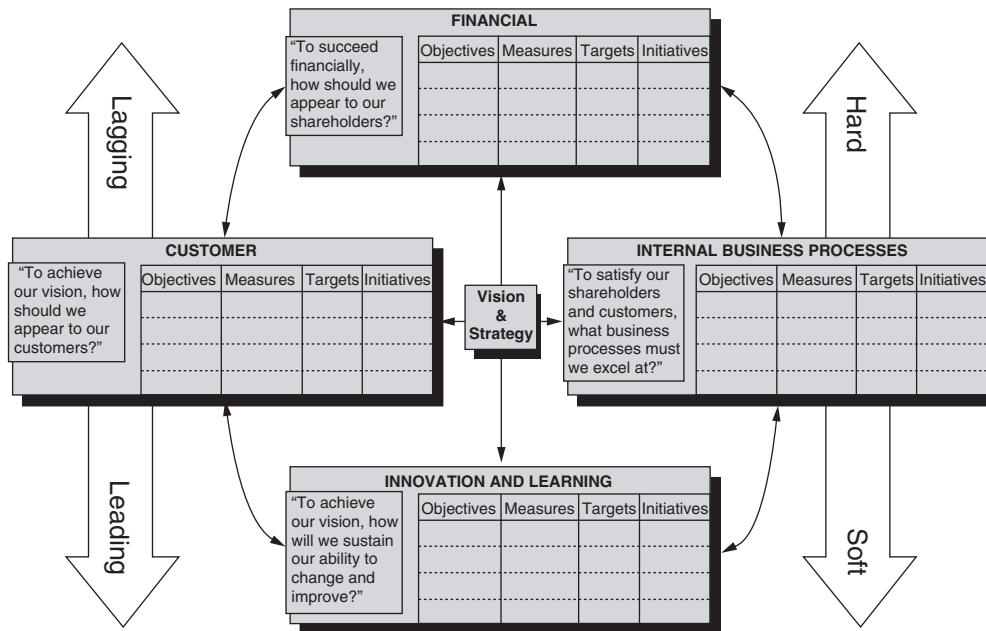 FINANCIAL
“To succeed
financially,
how should we
appear to our
shareholders?”
Objectives Measures Targets Initiatives
Lagging
Hard
CUSTOMER
“To achieve
our vision, how
should we
appear to our
customers?”
Objectives Measures Targets Initiatives
Vision
&
Strategy
INTERNAL BUSINESS PROCESSES
“To satisfy our
shareholders
and customers,
what business
processes must
we excel at?”
Objectives Measures Targets Initiatives
Leading
Soft
INNOVATION AND LEARNING
“To achieve
our vision, how
will we sustain
our ability to
change and
improve?”
Objectives Measures Targets Initiatives